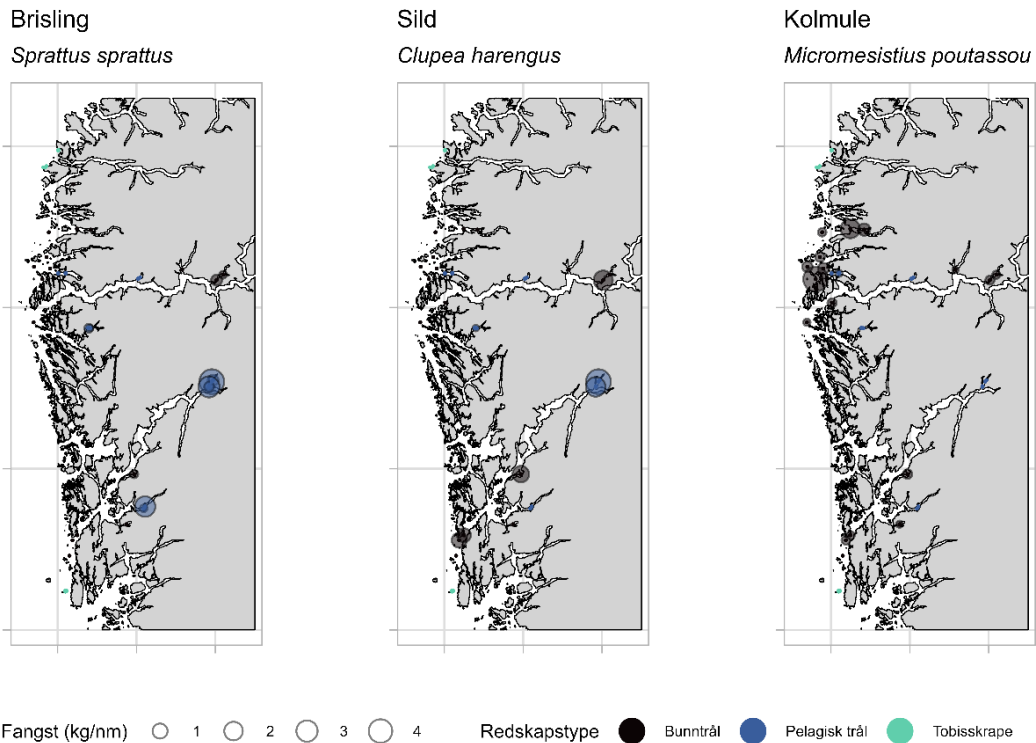 Brisling
Sprattus sprattus
Sild
Clupea harengus
Kolmule
Micromesistius poutassou
Fangst (kg/nm) 1 2 3 4 Redskapstype Bunntrål Pelagisk trål Tobisskrape